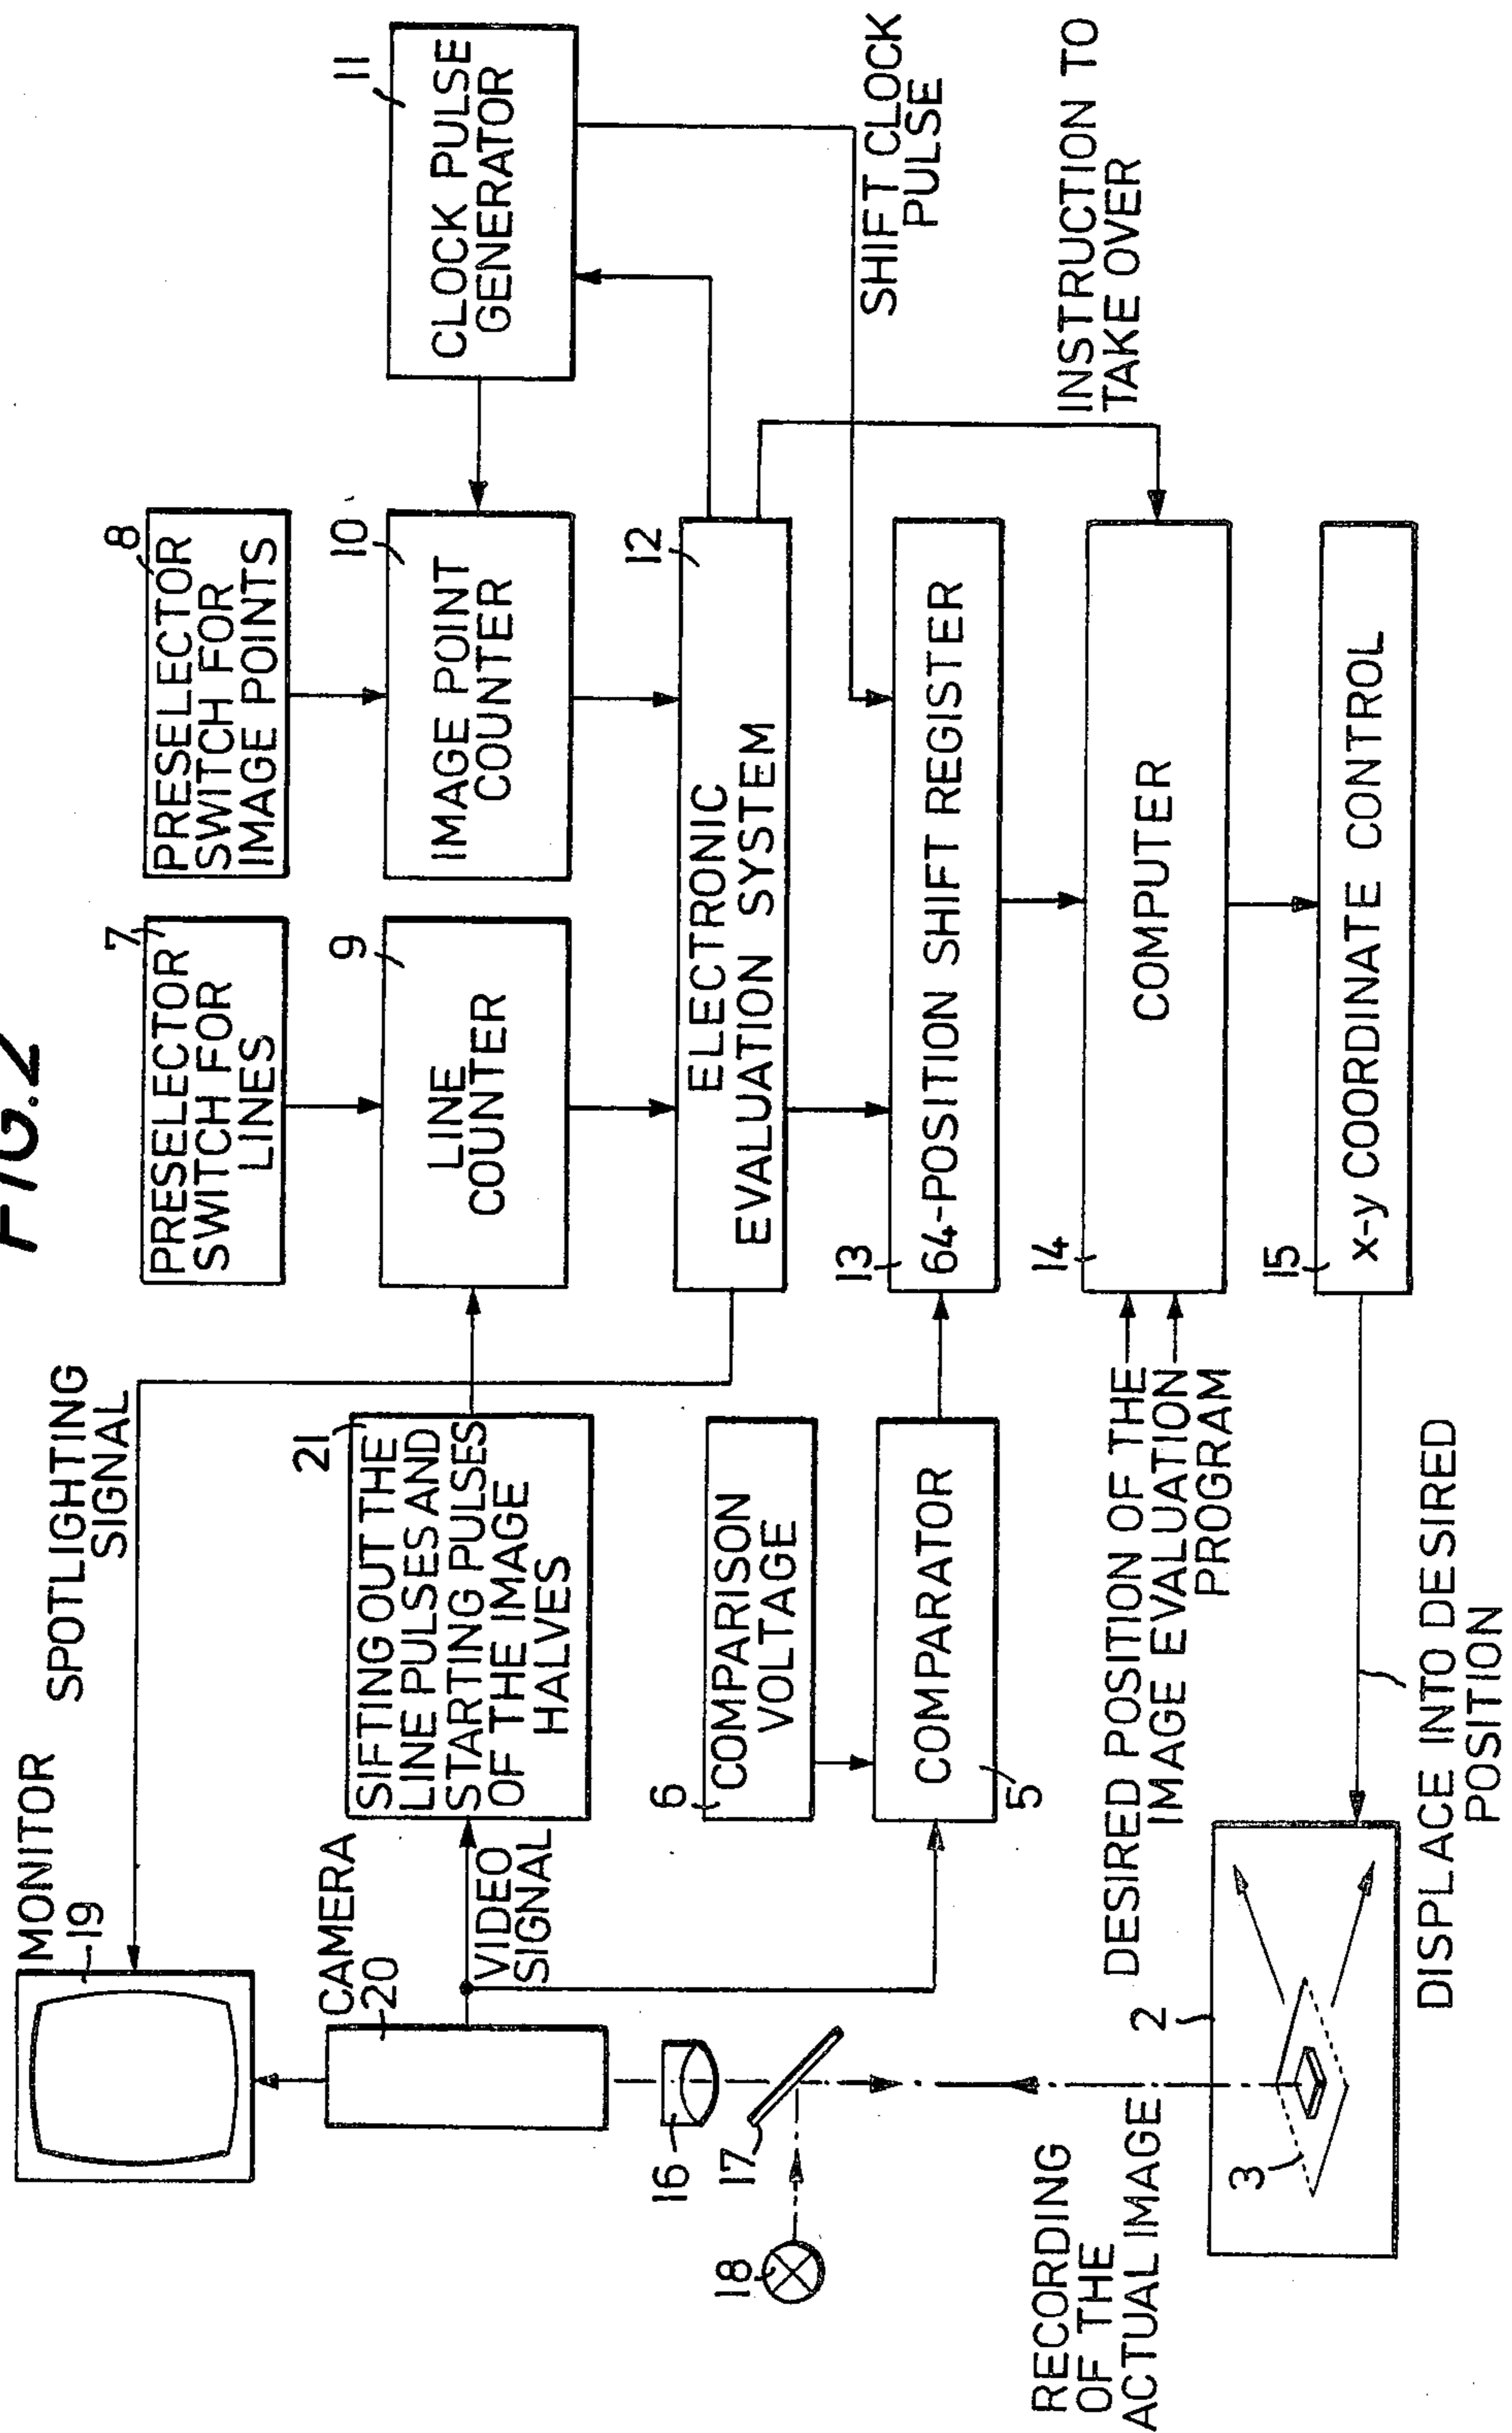 FIG.2
MONITOR
19
SPOTLIGHTING
SIGNAL
7
PRESELECTOR
SWITCH FOR
LINES
8
PRESELECTOR
SWITCH FOR
IMAGE POINTS
CAMERA
20
VIDEO
SIGNAL
21
SIFTING OUT THE
LINE PULSES AND
STARTING PULSES
OF THE IMAGE
HALVES
9
LINE
COUNTER
10
IMAGE POINT
COUNTER
11
CLOCK PULSE
GENERATOR
16
17
18
6
COMPARISON
VOLTAGE
12
ELECTRONIC
EVALUATION SYSTEM
COMPARATOR
5
13
64-POSITION SHIFT REGISTER
SHIFT CLOCK
PULSE
RECORDING
OF THE
ACTUAL IMAGE
DESIRED POSITION OF THE
IMAGE EVALUATION
PROGRAM
14
COMPUTER
INSTRUCTION TO
TAKE OVER
2
3
15
x-y COORDINATE CONTROL
DISPLACE INTO DESIRED
POSITION